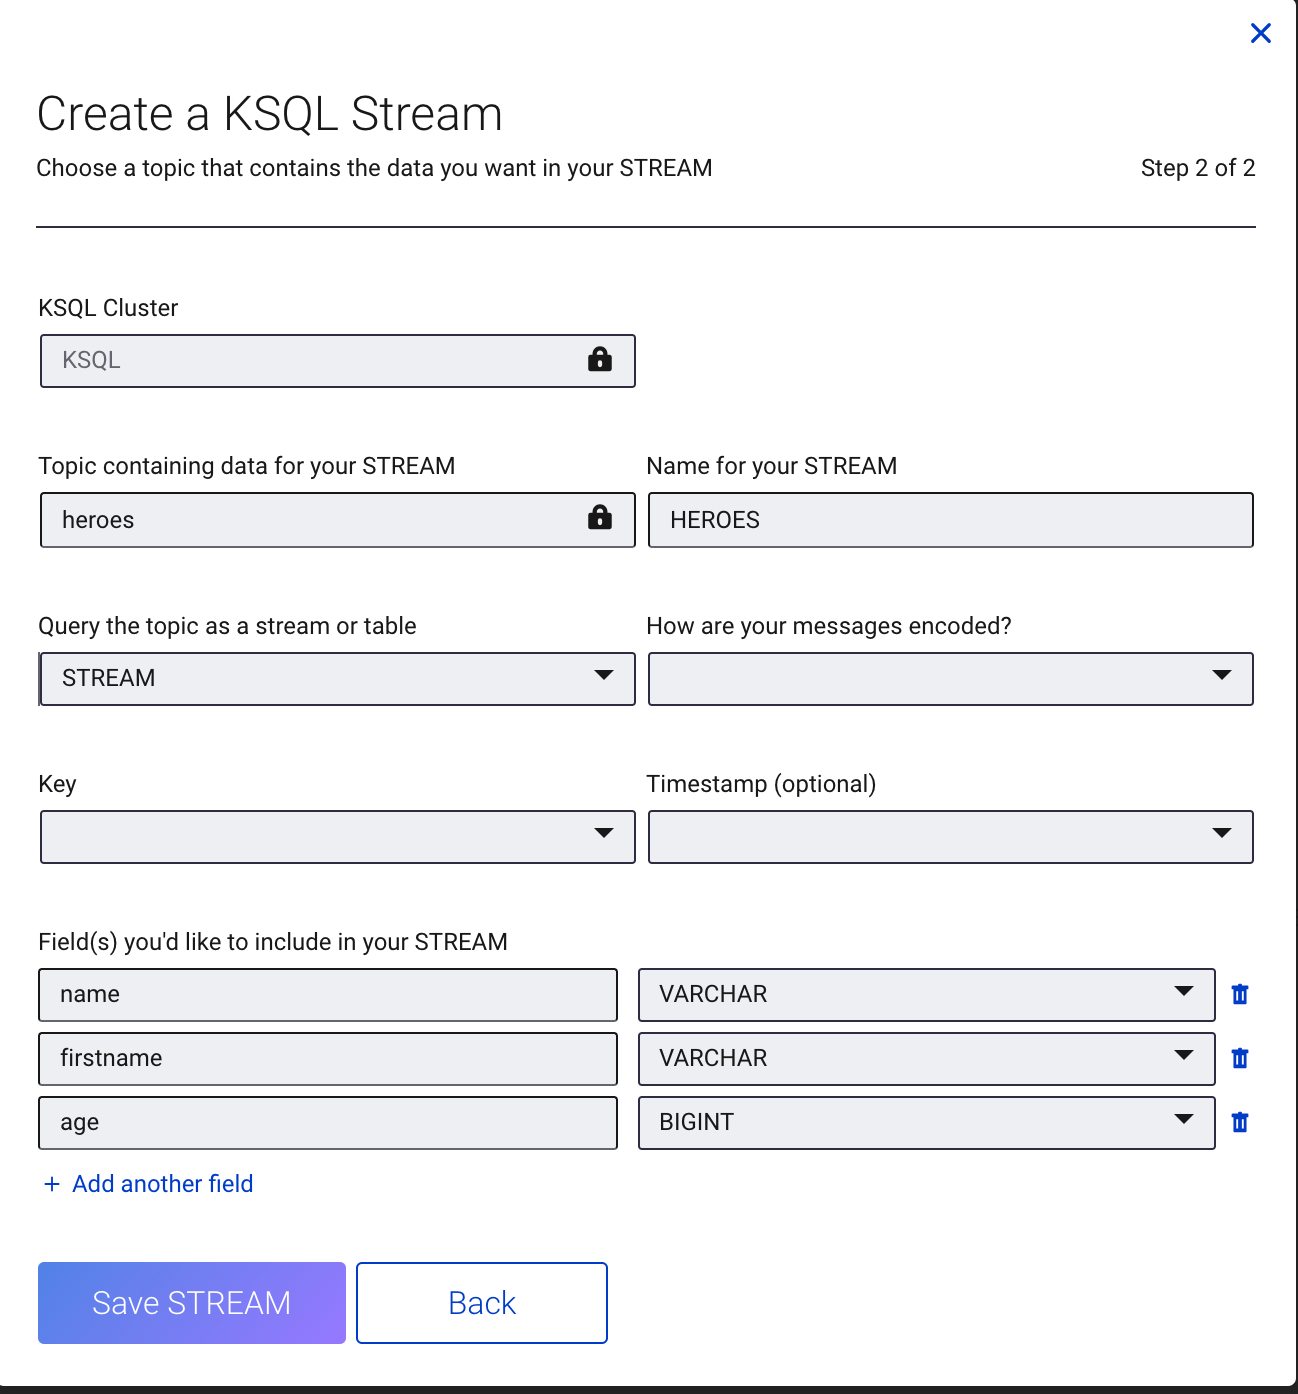 Create a KSQL Stream
Choose a topic that contains the data you want in your STREAM
Step 2 of 2
KSQL Cluster
KSQL
Topic containing data for your STREAM
Name for your STREAM
heroes
HEROES
Query the topic as a stream or table
How are your messages encoded?
STREAM
Key
Timestamp (optional)
Field(s) you'd like to include in your STREAM
name
VARCHAR
firstname
VARCHAR
age
BIGINT
+ Add another field
Save STREAM
Back